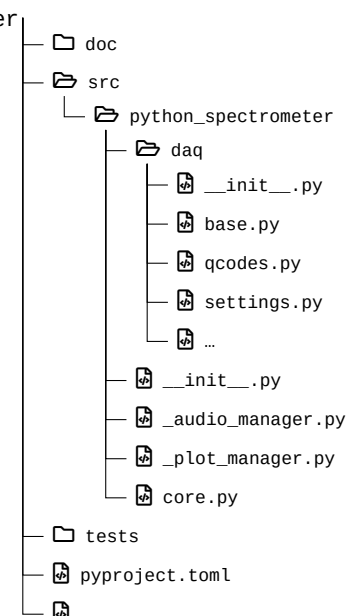 er
doc
src
python_spectrometer
daq
__init__.py
base.py
qcodes.py
settings.py
…
__init__.py
_audio_manager.py
_plot_manager.py
core.py
tests
pyproject.toml